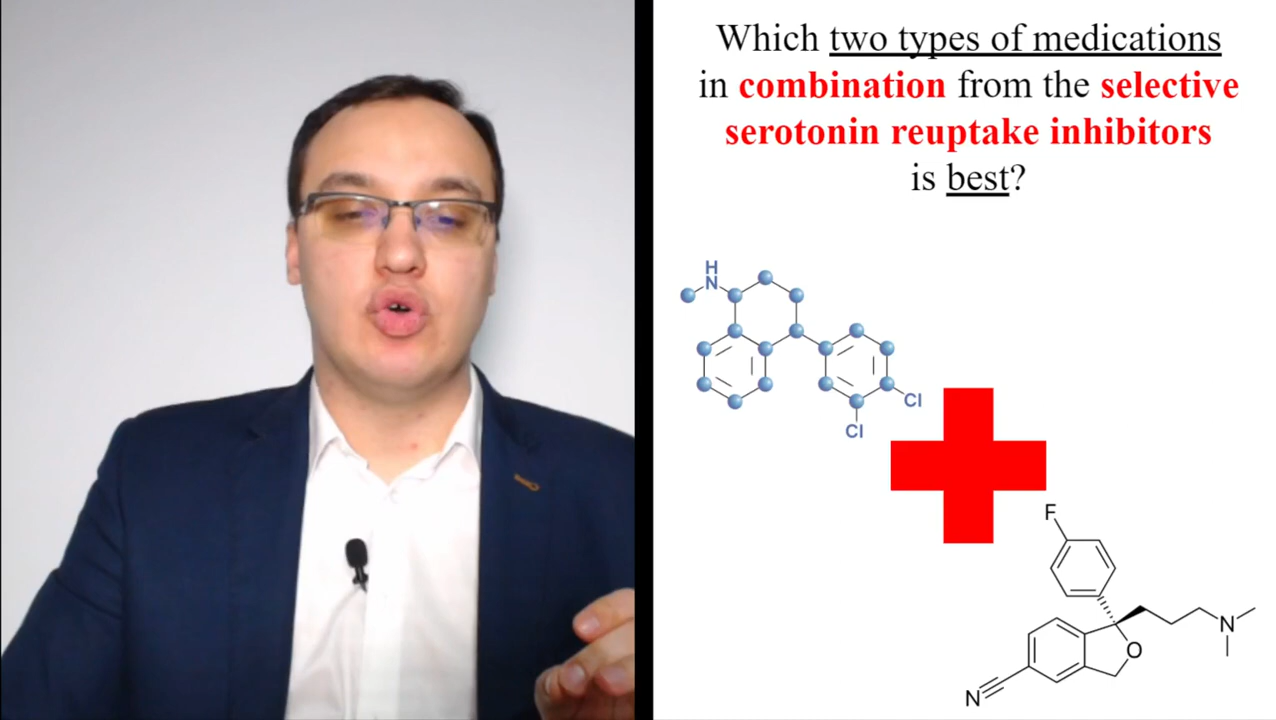 Which two types of medications
in combination from the selective
serotonin reuptake inhibitors
is best?
H
N
Cl
Cl
F
N
O
N